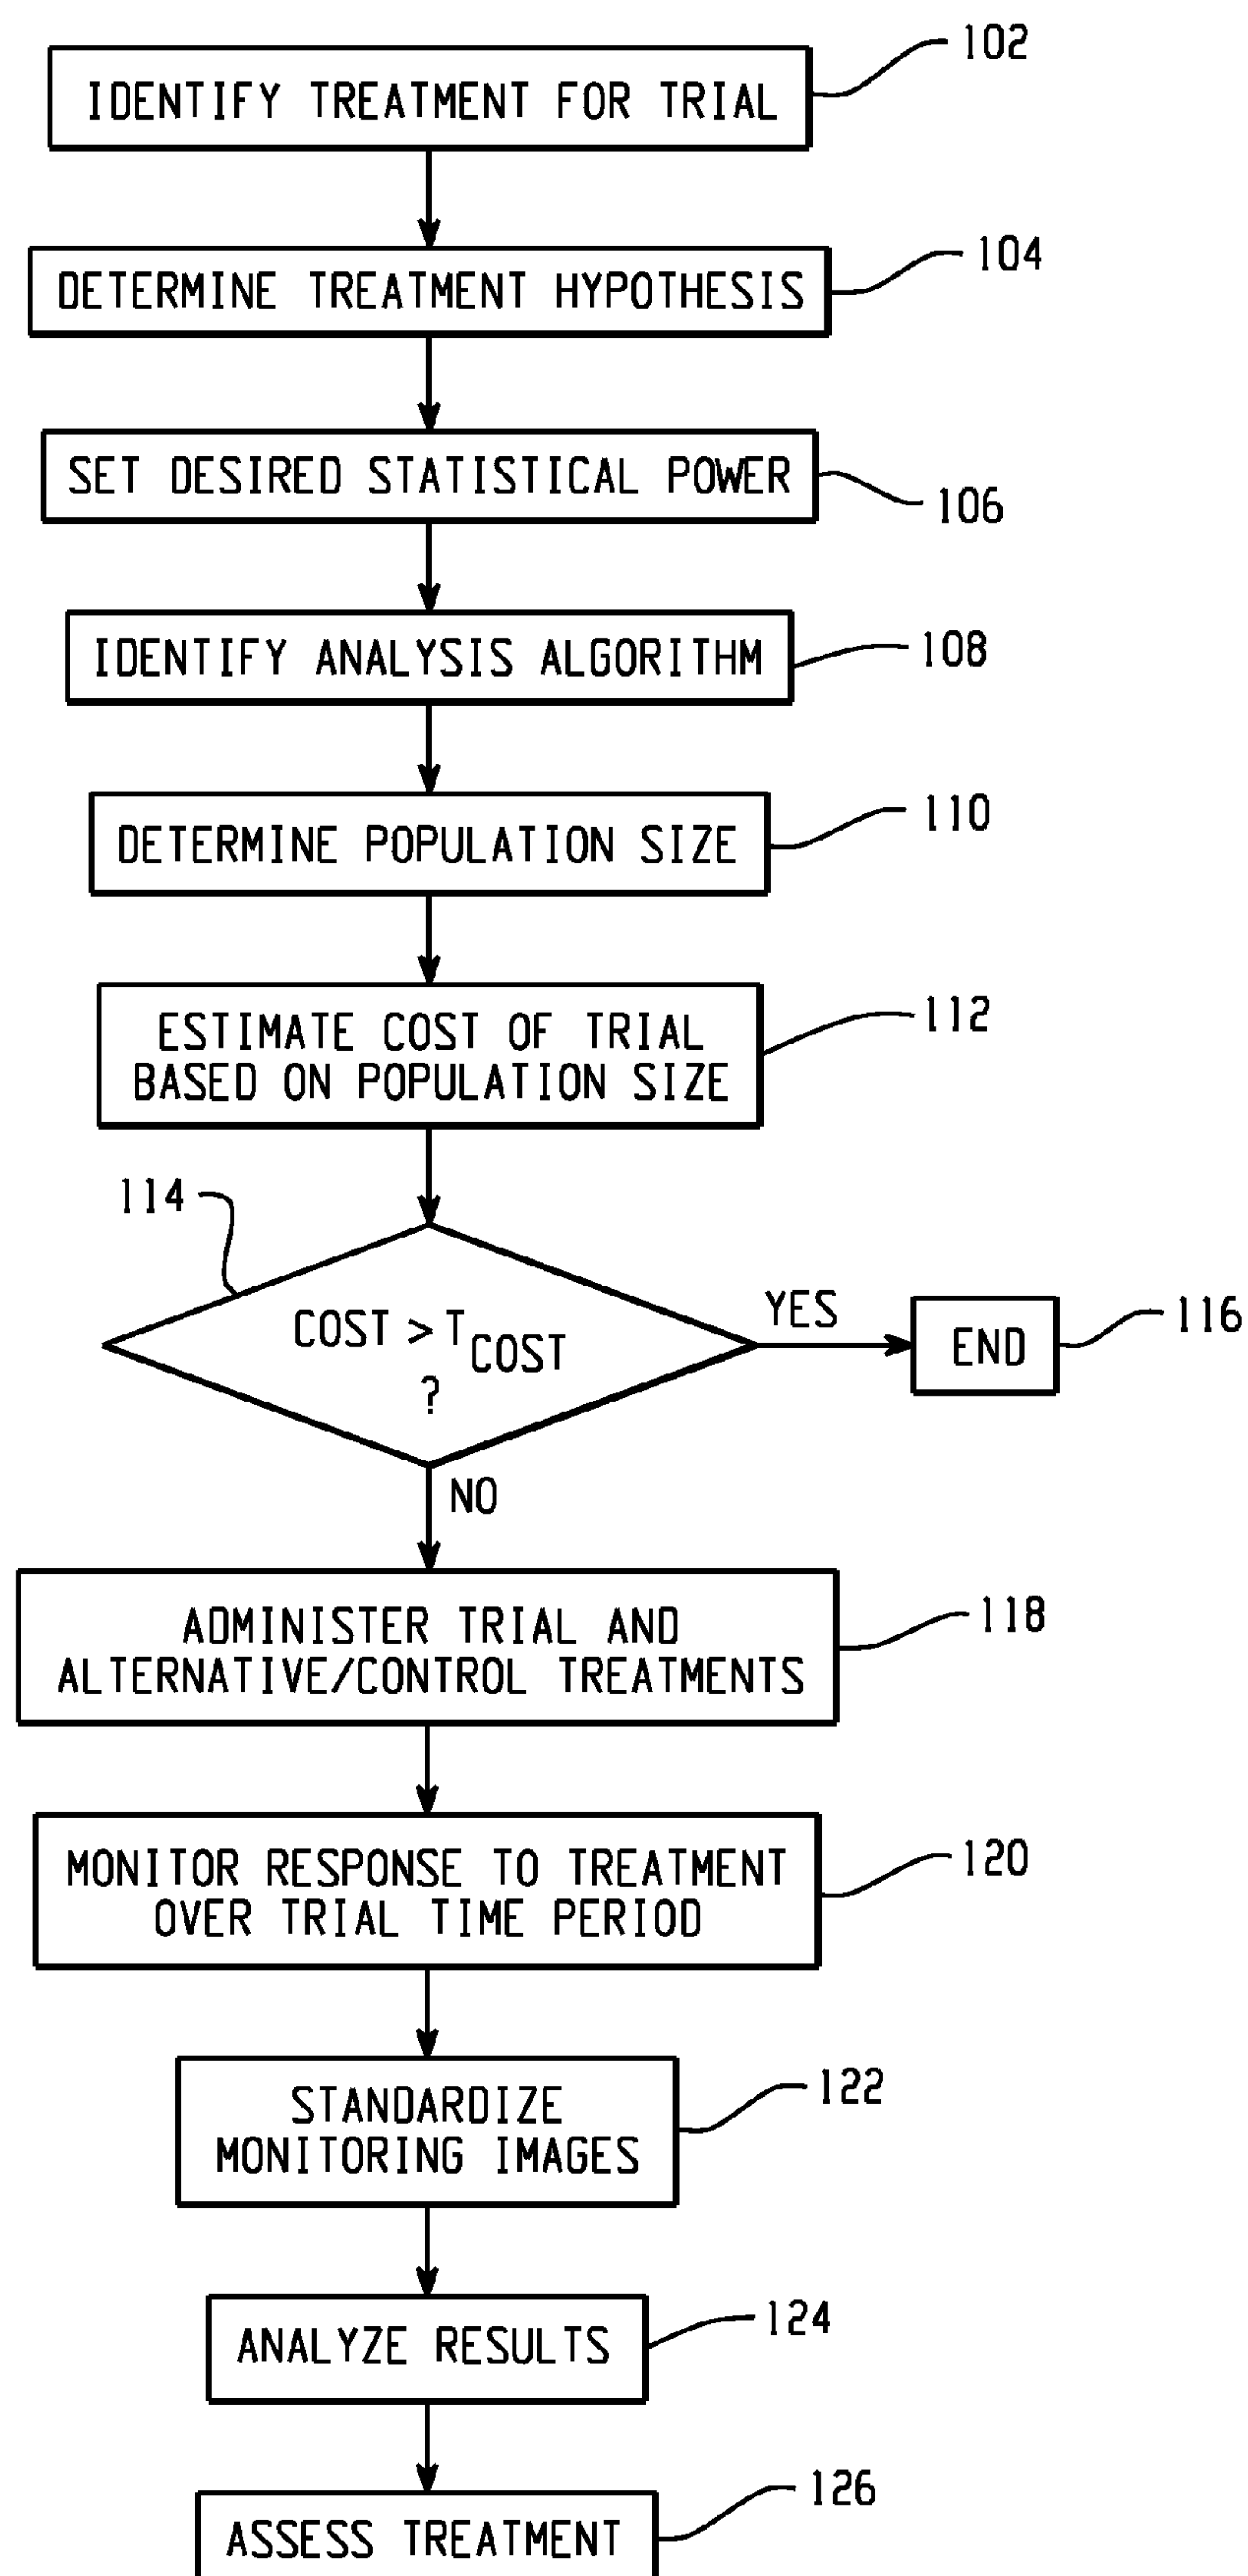 102
IDENTIFY TREATMENT FOR TRIAL
104
DETERMINE TREATMENT HYPOTHESIS
SET DESIRED STATISTICAL POWER
106
IDENTIFY ANALYSIS ALGORITHM
108
110
DETERMINE POPULATION SIZE
112
ESTIMATE COST OF TRIAL
BASED ON POPULATION SIZE
114
YES
116
COST > T COST
END
?
NO
118
ADMINISTER TRIAL AND
ALTERNATIVE/CONTROL TREATMENTS
120
MONITOR RESPONSE TO TREATMENT
OVER TRIAL TIME PERIOD
122
STANDARDIZE
MONITORING IMAGES
124
ANALYZE RESULTS
126
ASSESS TREATMENT